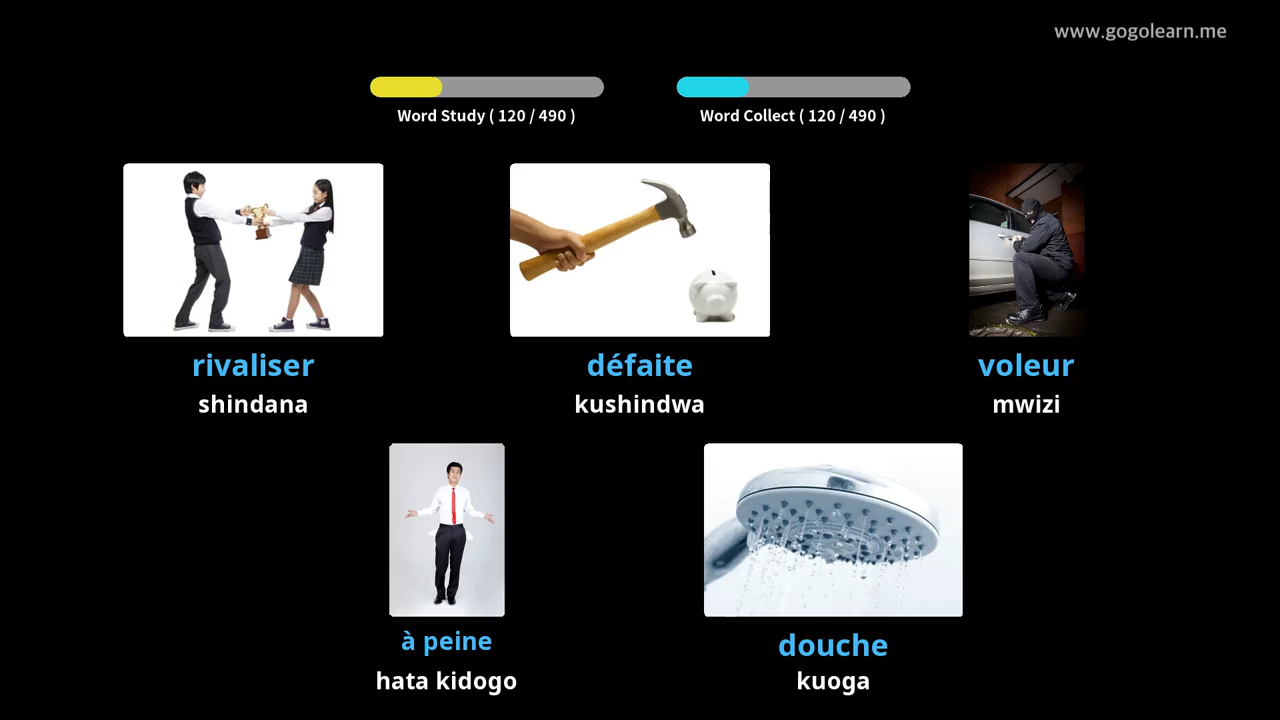 www.gogolearn.me
Word Study ( 120 / 490 )
Word Collect ( 120 / 490 )
rivaliser
shindana
défaite
kushindwa
voleur
mwizi
à peine
hata kidogo
douche
kuoga